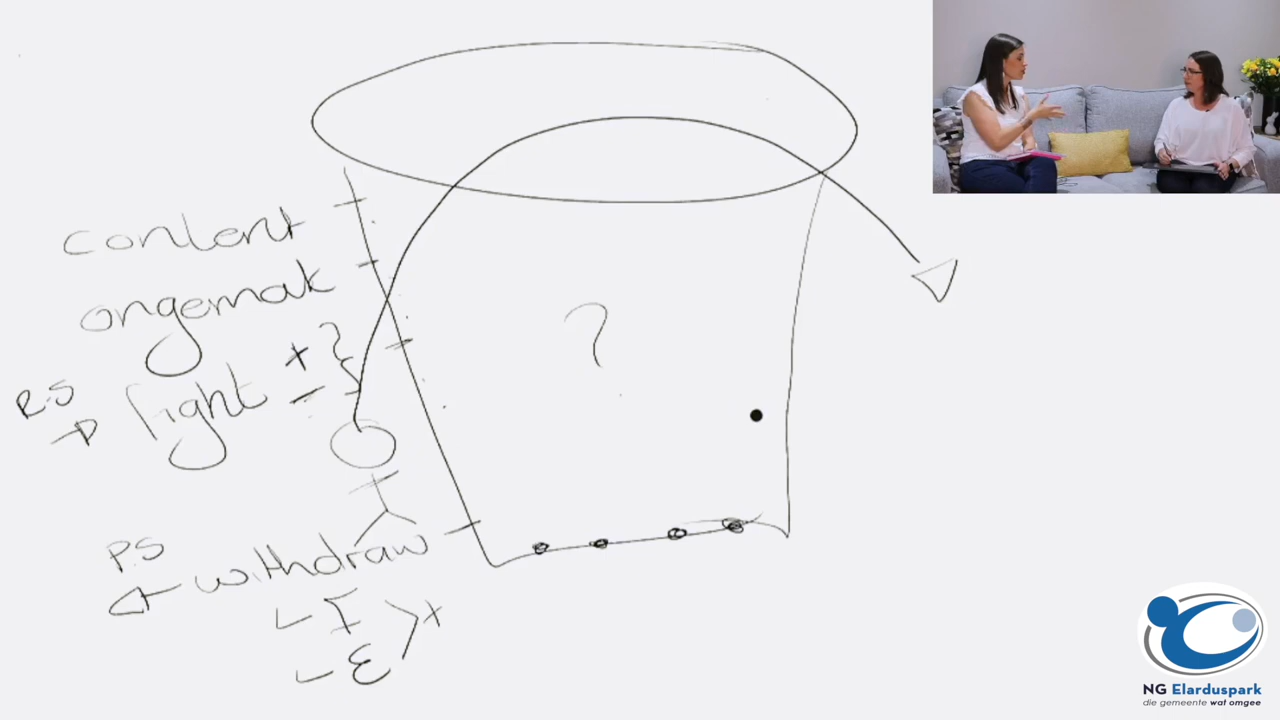 content
ongemak
R.S
fight + -
?
P.S
withdraw
I
E
+
NG Elarduspark
die gemeente wat omgee